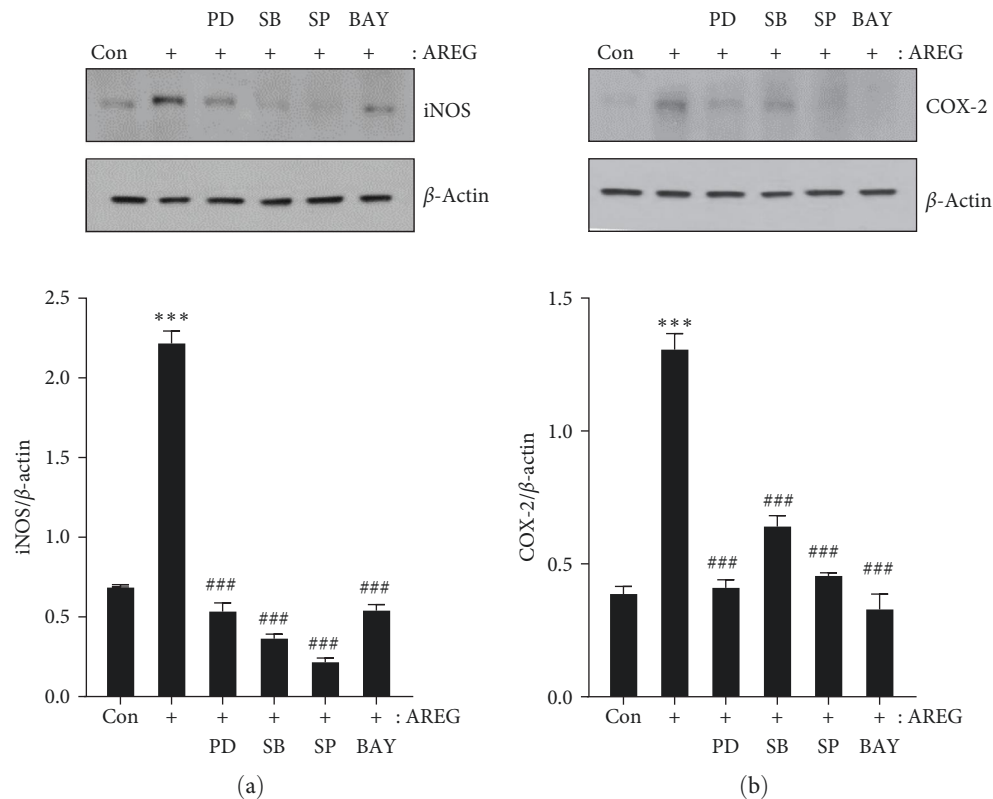 PD SB SP BAY
Con + + + + + : AREG
iNOS
β-Actin
2.5
2.0
1.5
1.0
0.5
0.0
iNOS/β-actin
***
###
###
###
###
Con + + + + + : AREG
PD SB SP BAY
(a)
PD SB SP BAY
Con + + + + + : AREG
COX-2
β-Actin
1.5
1.0
0.5
0.0
COX-2/β-actin
***
###
###
###
###
Con + + + + + : AREG
PD SB SP BAY
(b)